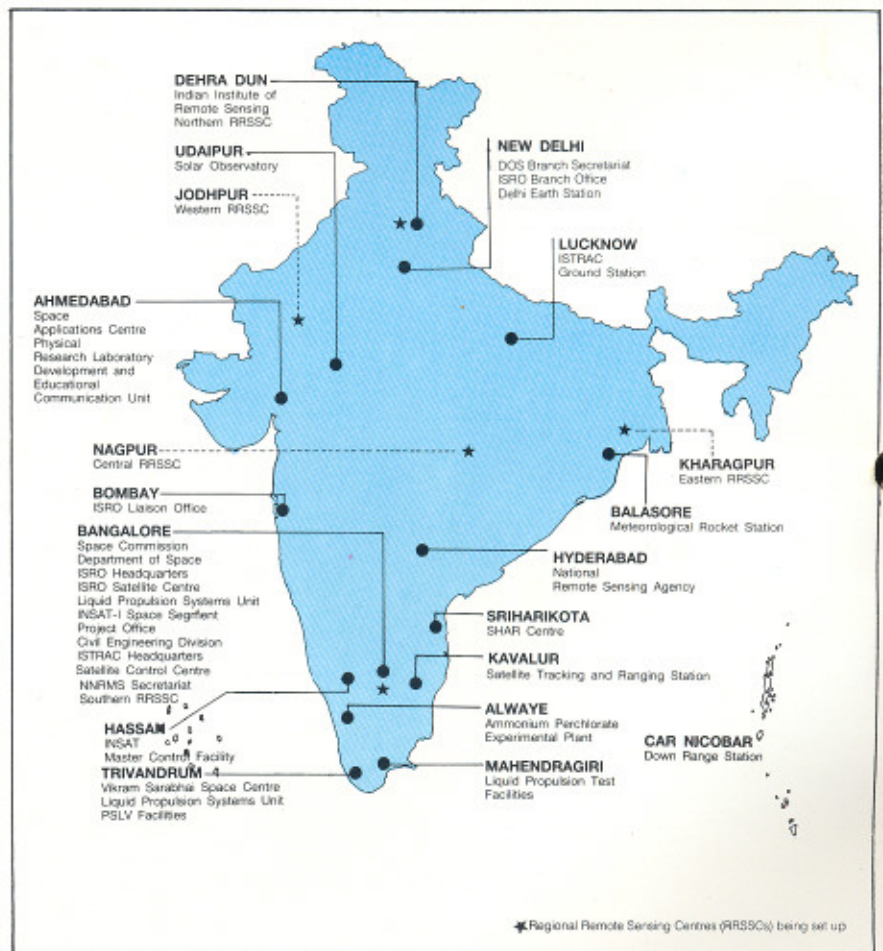 DEHRA DUN
Indian Institute of
Remote Sensing
Northern RRSSC
UDAIPUR
Solar Observatory
JODHPUR
Western RRSSC
NEW DELHI
DOS Branch Secretariat
ISRO Branch Office
Delhi Earth Station
LUCKNOW
ISTRAC
Ground Station
AHMEDABAD
Space
Applications Centre
Physical
Research Laboratory
Development and
Educational
Communication Unit
NAGPUR
Central RRSSC
KHARAGPUR
Eastern RRSSC
BOMBAY
ISRO Liaison Office
BALASORE
Meteorological Rocket Station
BANGALORE
Space Commission
Department of Space
ISRO Headquarters
ISRO Satellite Centre
Liquid Propulsion Systems Unit
INSAT-I Space Segment
Project Office
Civil Engineering Division
ISTRAC Headquarters
Satellite Control Centre
NNRMS Secretariat
Southern RRSSC
HYDERABAD
National
Remote Sensing Agency
SRIHARIKOTA
SHAR Centre
KAVALUR
Satellite Tracking and Ranging Station
HASSAN
INSAT
Master Control Facility
ALWAYE
Ammonium Perchlorate
Experimental Plant
CAR NICOBAR
Down Range Station
TRIVANDRUM
Vikram Sarabhai Space Centre
Liquid Propulsion Systems Unit
PSLV Facilities
MAHENDRAGIRI
Liquid Propulsion Test
Facilities
★Regional Remote Sensing Centres (RRSSCs) being set up